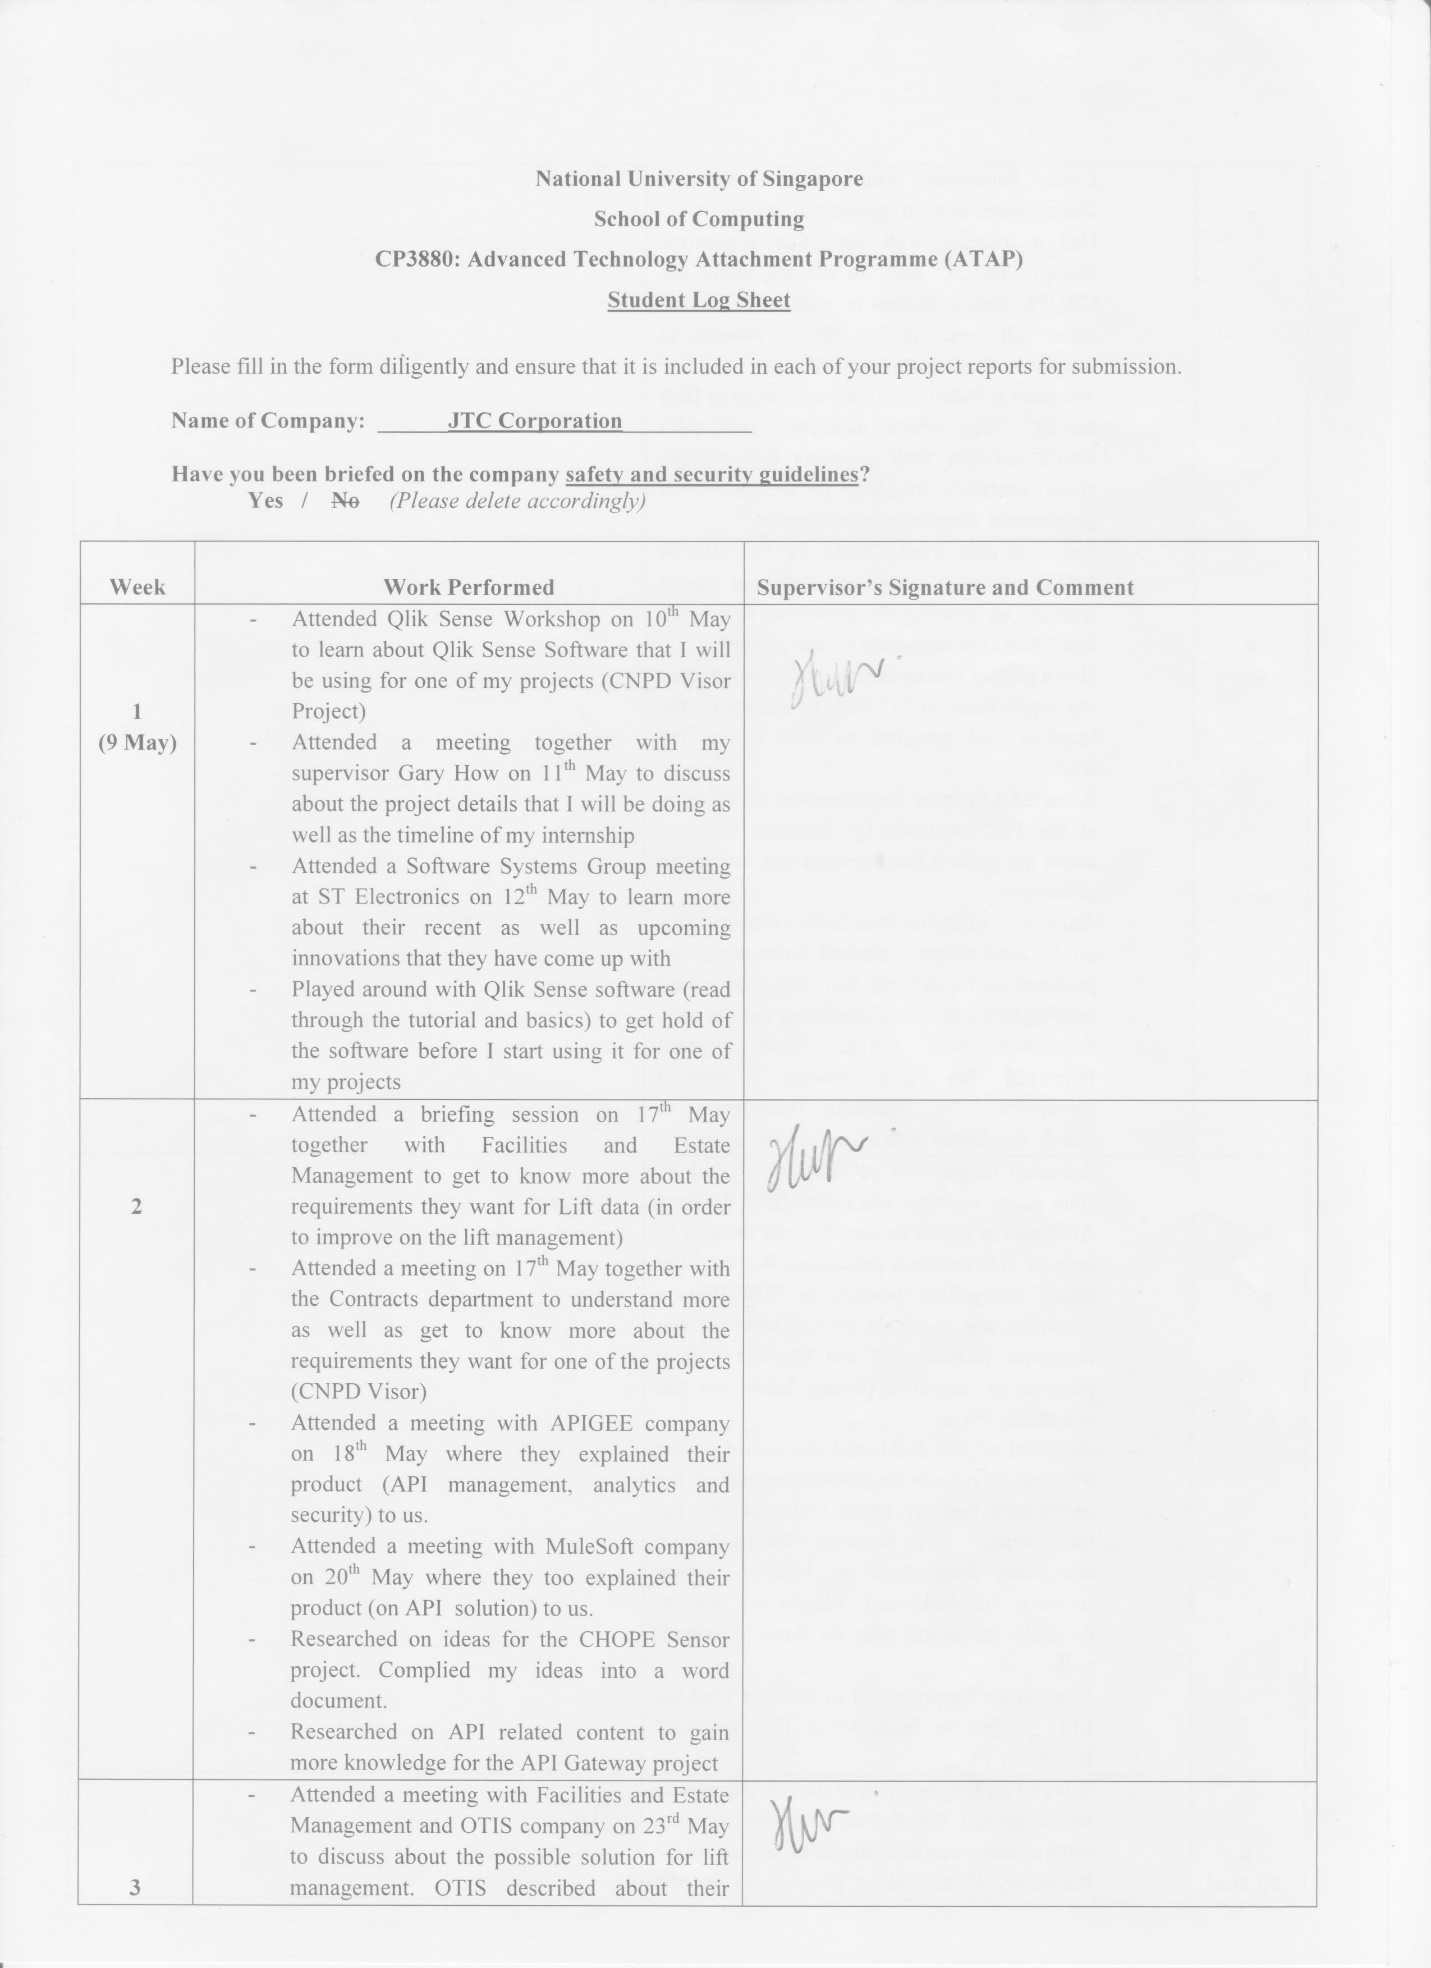 National University of Singapore
School of Computing
CP3880: Advanced Technology Attachment Programme (ATAP)
Student Log Sheet
Please fill in the form diligently and ensure that it is included in each of your project reports for submission.
Name of Company: JTC Corporation
Have you been briefed on the company safety and security guidelines?
Yes / No (Please delete accordingly)
Week Work Performed Supervisor's Signature and Comment
1
(9 May)
- Attended Qlik Sense Workshop on 10th May
to learn about Qlik Sense Software that I will
be using for one of my projects (CNPD Visor
Project)
- Attended a meeting together with my
supervisor Gary How on 11th May to discuss
about the project details that I will be doing as
well as the timeline of my internship
- Attended a Software Systems Group meeting
at ST Electronics on 12th May to learn more
about their recent as well as upcoming
innovations that they have come up with
- Played around with Qlik Sense software (read
through the tutorial and basics) to get hold of
the software before I start using it for one of
my projects
2
- Attended a briefing session on 17th May
together with Facilities and Estate
Management to get to know more about the
requirements they want for Lift data (in order
to improve on the lift management)
- Attended a meeting on 17th May together with
the Contracts department to understand more
as well as get to know more about the
requirements they want for one of the projects
(CNPD Visor)
- Attended a meeting with APIGEE company
on 18th May where they explained their
product (API management, analytics and
security) to us.
- Attended a meeting with MuleSoft company
on 20th May where they too explained their
product (on API solution) to us.
- Researched on ideas for the CHOPE Sensor
project. Complied my ideas into a word
document.
- Researched on API related content to gain
more knowledge for the API Gateway project
3
- Attended a meeting with Facilities and Estate
Management and OTIS company on 23rd May
to discuss about the possible solution for lift
management. OTIS described about their